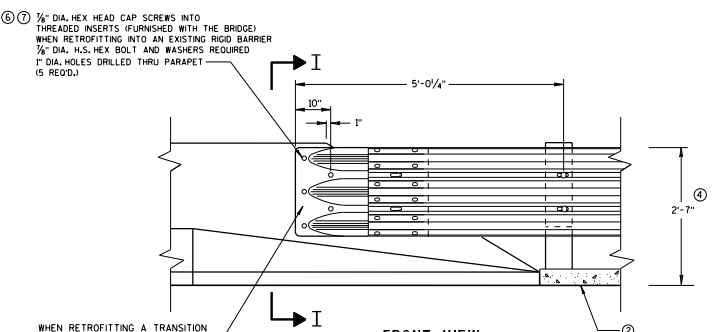 ⑥ ⑦ ⅞" DIA. HEX HEAD CAP SCREWS INTO
THREADED INSERTS (FURNISHED WITH THE BRIDGE)
WHEN RETROFITTING INTO AN EXISTING RIGID BARRIER
⅞" DIA. H.S. HEX BOLT AND WASHERS REQUIRED
1" DIA. HOLES DRILLED THRU PARAPET
(5 REQ'D.)
I
5'-0¼"
10"
1"
④
2'-7"
I
WHEN RETROFITTING A TRANSITION
FRONT VIEW
②